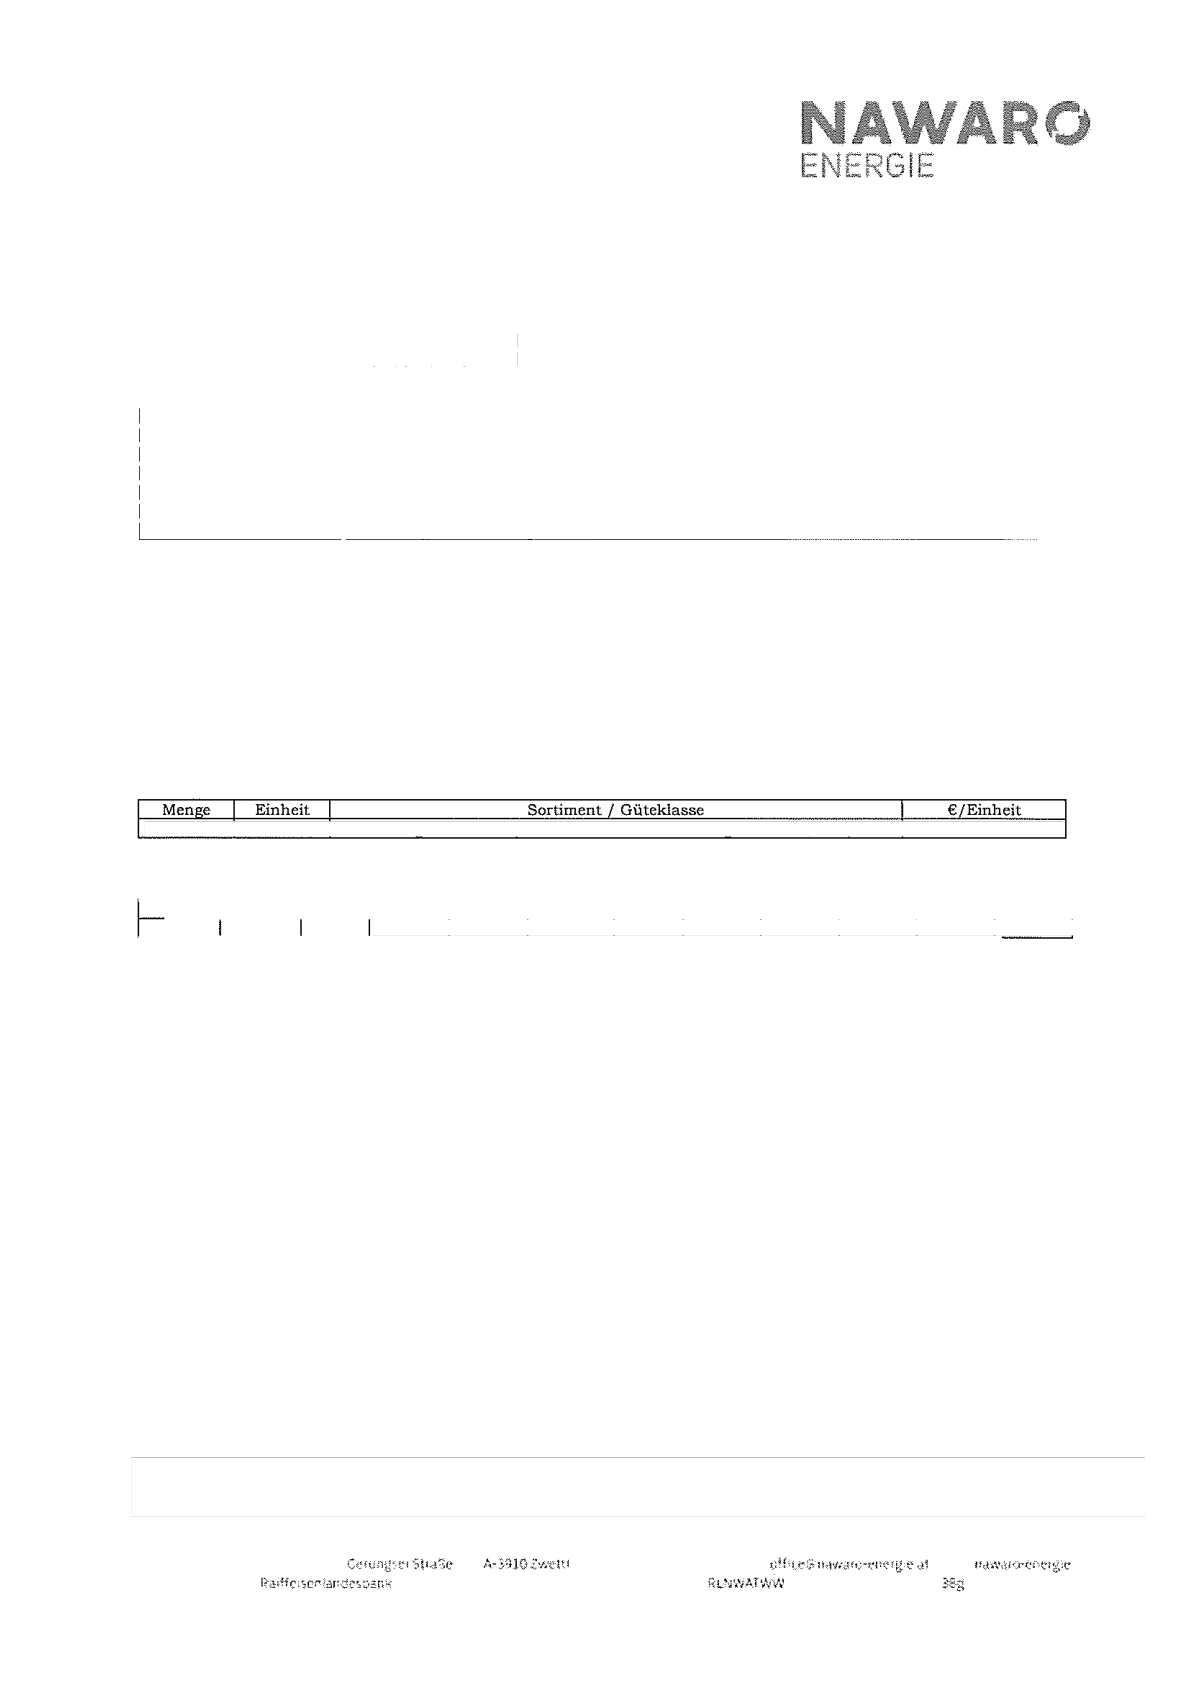 NAWARO
ENERGIE
Menge Einheit Sortiment / Güteklasse €/Einheit
Gerungser Straße A-3910 Zwettl office@nawaro-energie.at nawaro-energie
Raiffeisenlandesbank RLNWATWW 38g